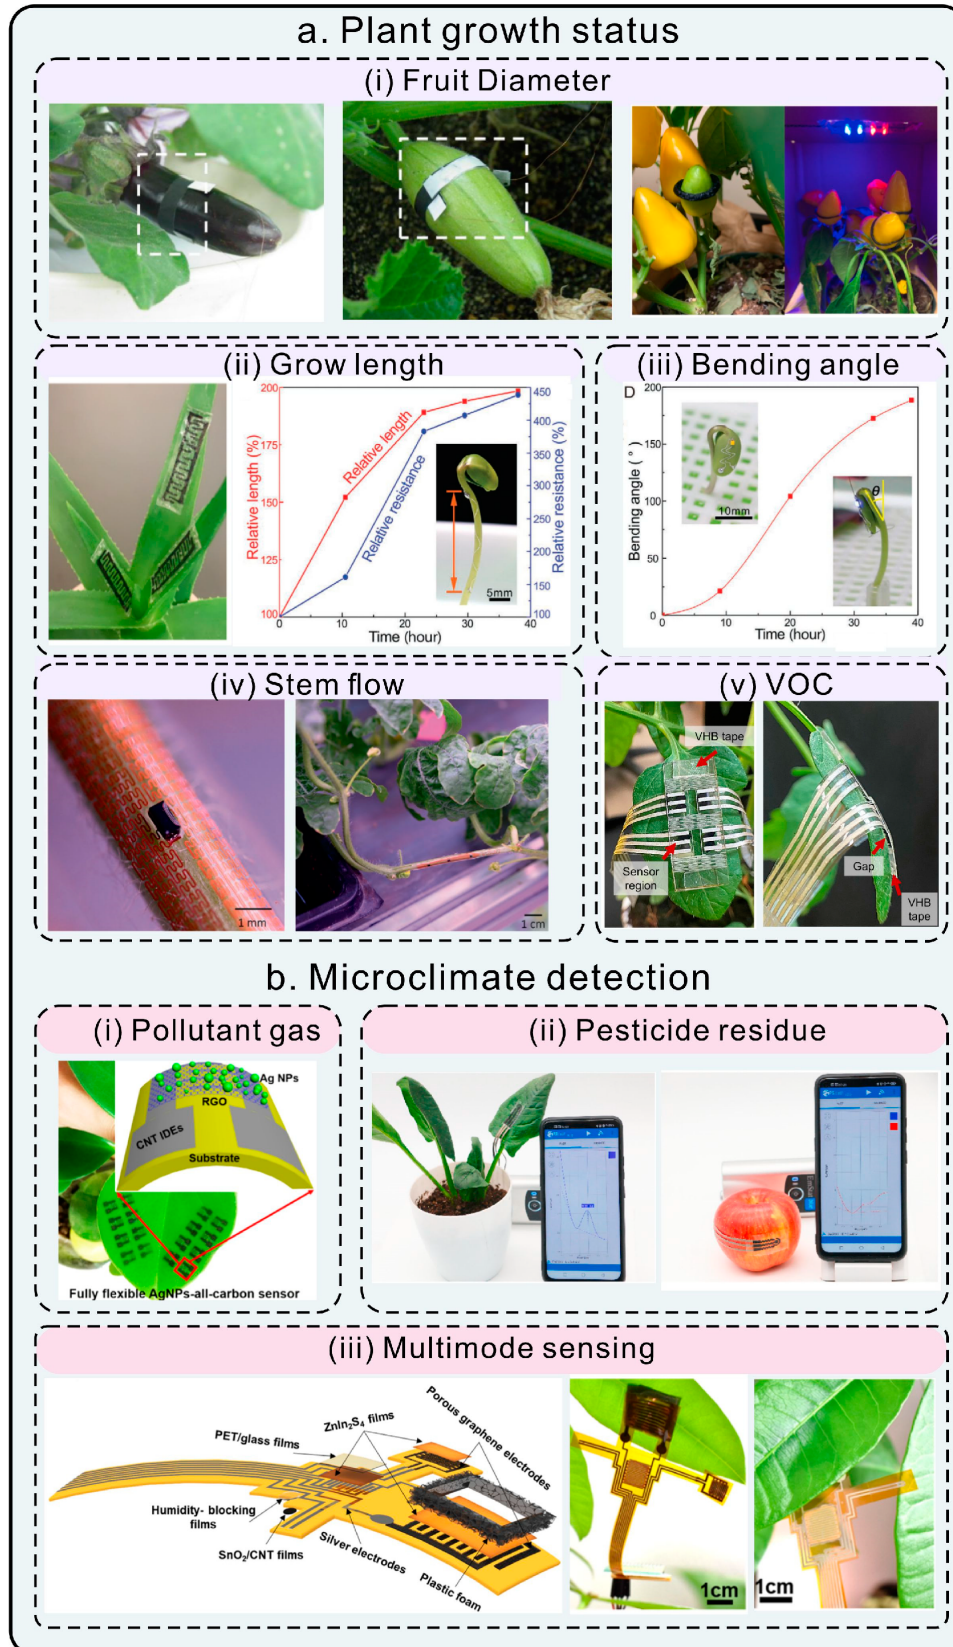 a. Plant growth status
(i) Fruit Diameter
(ii) Grow length
200
175
150
125
100
Relative length (%)
Relative length
Relative resistance
450
400
350
300
250
200
150
100
Relative resistance (%)
5mm
0
10
20
30
40
Time (hour)
(iii) Bending angle
D
200
150
100
50
0
Bending angle ( ° )
10mm
θ
0
10
20
30
40
Time (hour)
(iv) Stem flow
1 mm
1 cm
(v) VOC
VHB tape
Sensor
region
Gap
VHB
tape
b. Microclimate detection
(i) Pollutant gas
Ag NPs
RGO
CNT IDEs
Substrate
Fully flexible AgNPs-all-carbon sensor
(ii) Pesticide residue
(iii) Multimode sensing
PET/glass films
ZnIn₂S₄ films
Porous graphene electrodes
Humidity- blocking
films
SnO₂/CNT films
Silver electrodes
Plastic foam
1cm
1cm